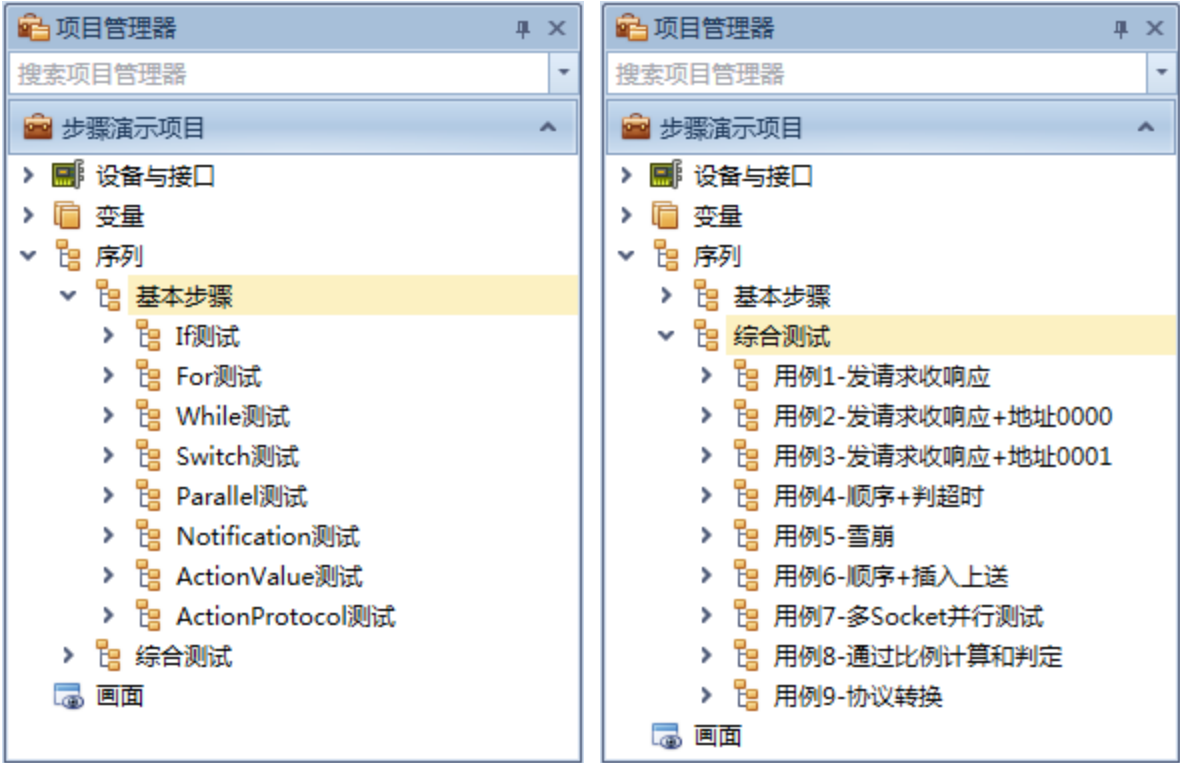 项目管理器
搜索项目管理器
步骤演示项目
设备与接口
变量
序列
基本步骤
If测试
For测试
While测试
Switch测试
Parallel测试
Notification测试
ActionValue测试
ActionProtocol测试
综合测试
画面
项目管理器
搜索项目管理器
步骤演示项目
设备与接口
变量
序列
基本步骤
综合测试
用例1-发请求收响应
用例2-发请求收响应+地址0000
用例3-发请求收响应+地址0001
用例4-顺序+判超时
用例5-雪崩
用例6-顺序+插入上送
用例7-多Socket并行测试
用例8-通过比例计算和判定
用例9-协议转换
画面